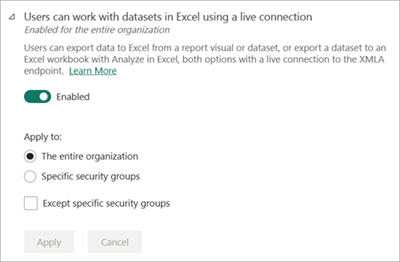 Users can work with datasets in Excel using a live connection
Enabled for the entire organization
Users can export data to Excel from a report visual or dataset, or export a dataset to an
Excel workbook with Analyze in Excel, both options with a live connection to the XMLA
endpoint. Learn More
Enabled
Apply to:
The entire organization
Specific security groups
Except specific security groups
Apply Cancel